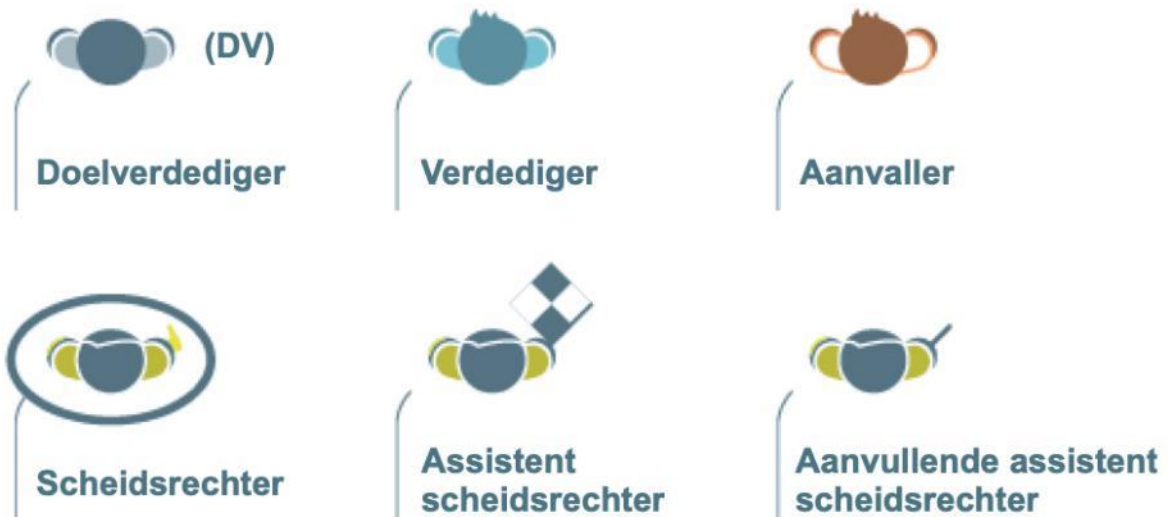 (DV)
Doelverdediger
Verdediger
Aanvaller
Scheidsrechter
Assistent
scheidsrechter
Aanvullende assistent
scheidsrechter